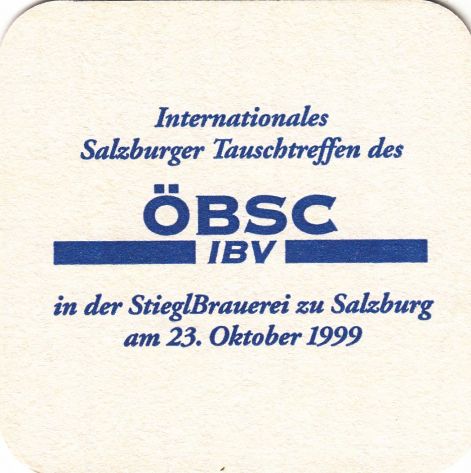 Internationales
Salzburger Tauschtreffen des
ÖBSC
IBV
in der StieglBrauerei zu Salzburg
am 23. Oktober 1999